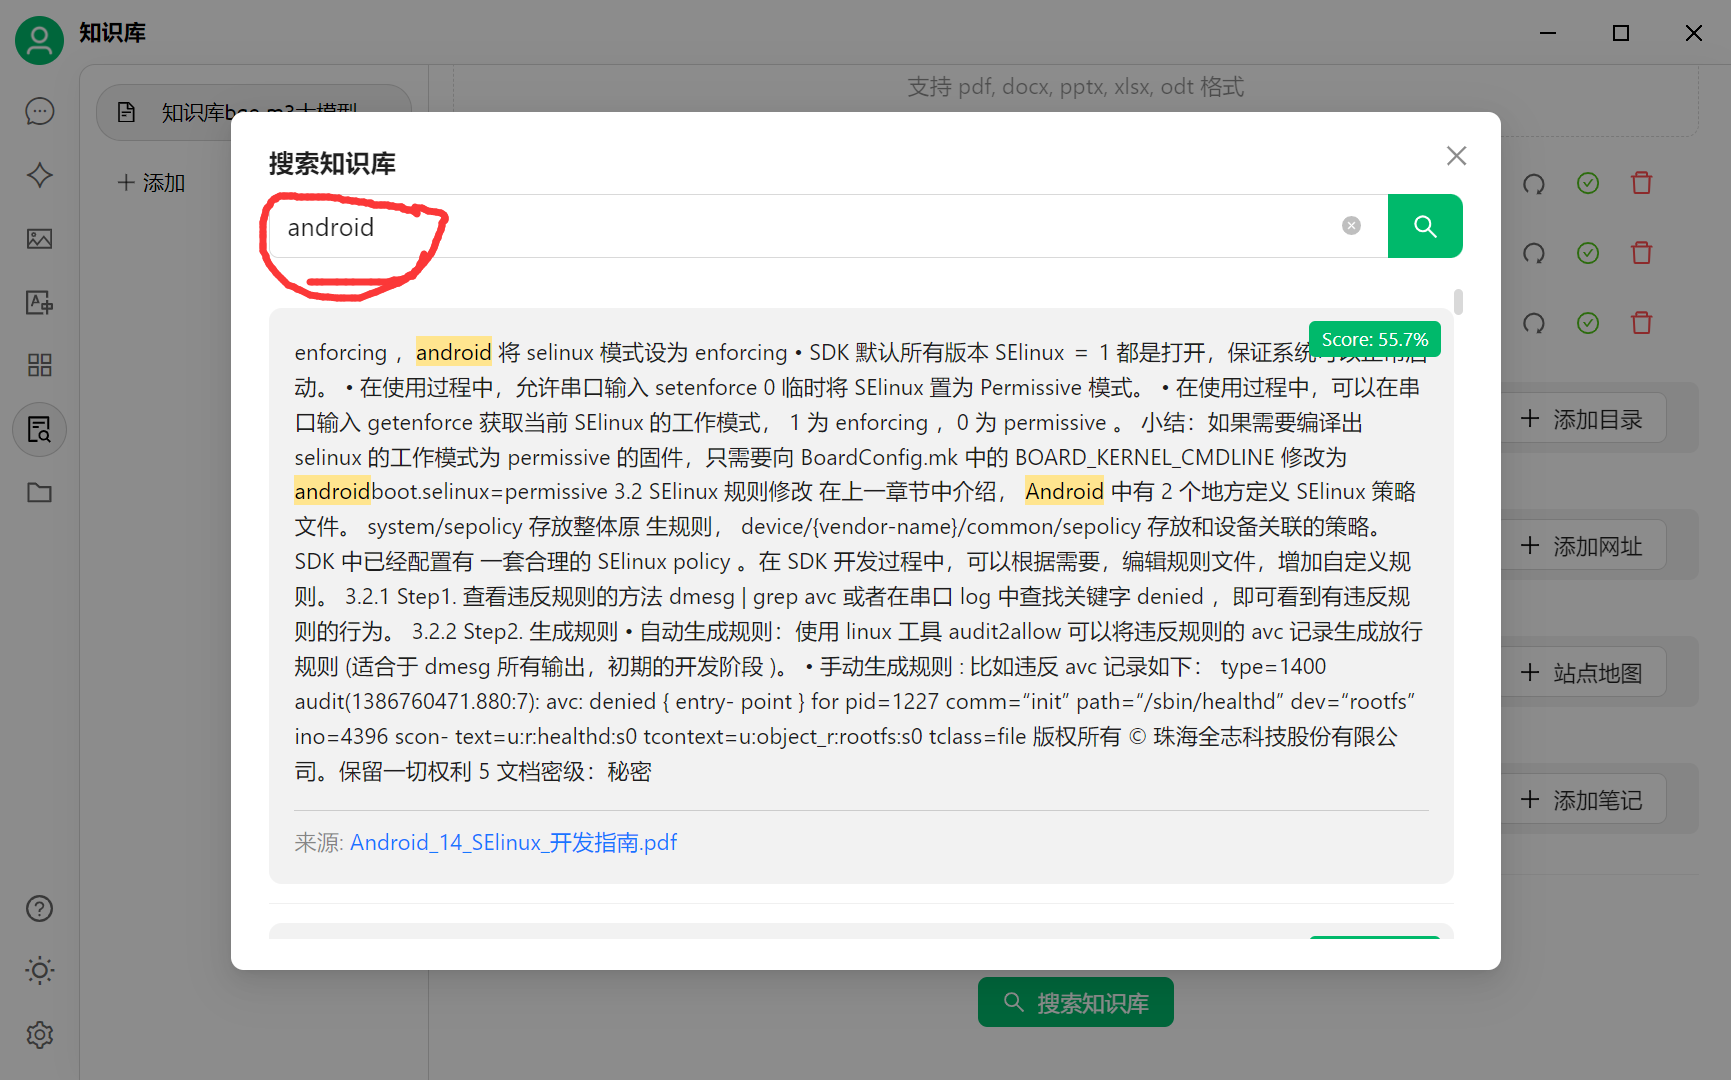 知识库
支持 pdf, docx, pptx, xlsx, odt 格式
添加
搜索知识库
android
Score: 55.7%
enforcing ，android 将 selinux 模式设为 enforcing • SDK 默认所有版本 SElinux = 1 都是打开，保证系统可以正常启
动。 • 在使用过程中，允许串口输入 setenforce 0 临时将 SElinux 置为 Permissive 模式。 • 在使用过程中，可以在串
口输入 getenforce 获取当前 SElinux 的工作模式， 1 为 enforcing ，0 为 permissive 。 小结：如果需要编译出
selinux 的工作模式为 permissive 的固件，只需要向 BoardConfig.mk 中的 BOARD_KERNEL_CMDLINE 修改为
androidboot.selinux=permissive 3.2 SElinux 规则修改 在上一章节中介绍， Android 中有 2 个地方定义 SElinux 策略
文件。 system/sepolicy 存放整体原 生规则， device/{vendor-name}/common/sepolicy 存放和设备关联的策略。
SDK 中已经配置有 一套合理的 SElinux policy 。在 SDK 开发过程中，可以根据需要，编辑规则文件，增加自定义规
则。 3.2.1 Step1. 查看违反规则的方法 dmesg | grep avc 或者在串口 log 中查找关键字 denied ，即可看到有违反规
则的行为。 3.2.2 Step2. 生成规则 • 自动生成规则：使用 linux 工具 audit2allow 可以将违反规则的 avc 记录生成放行
规则 (适合于 dmesg 所有输出，初期的开发阶段 )。 • 手动生成规则 : 比如违反 avc 记录如下： type=1400
audit(1386760471.880:7): avc: denied { entry- point } for pid=1227 comm=“init” path=“/sbin/healthd” dev=“rootfs”
ino=4396 scon- text=u:r:healthd:s0 tcontext=u:object_r:rootfs:s0 tclass=file 版权所有 © 珠海全志科技股份有限公
司。保留一切权利 5 文档密级：秘密
来源: Android_14_SElinux_开发指南.pdf
添加目录
添加网址
站点地图
添加笔记
搜索知识库